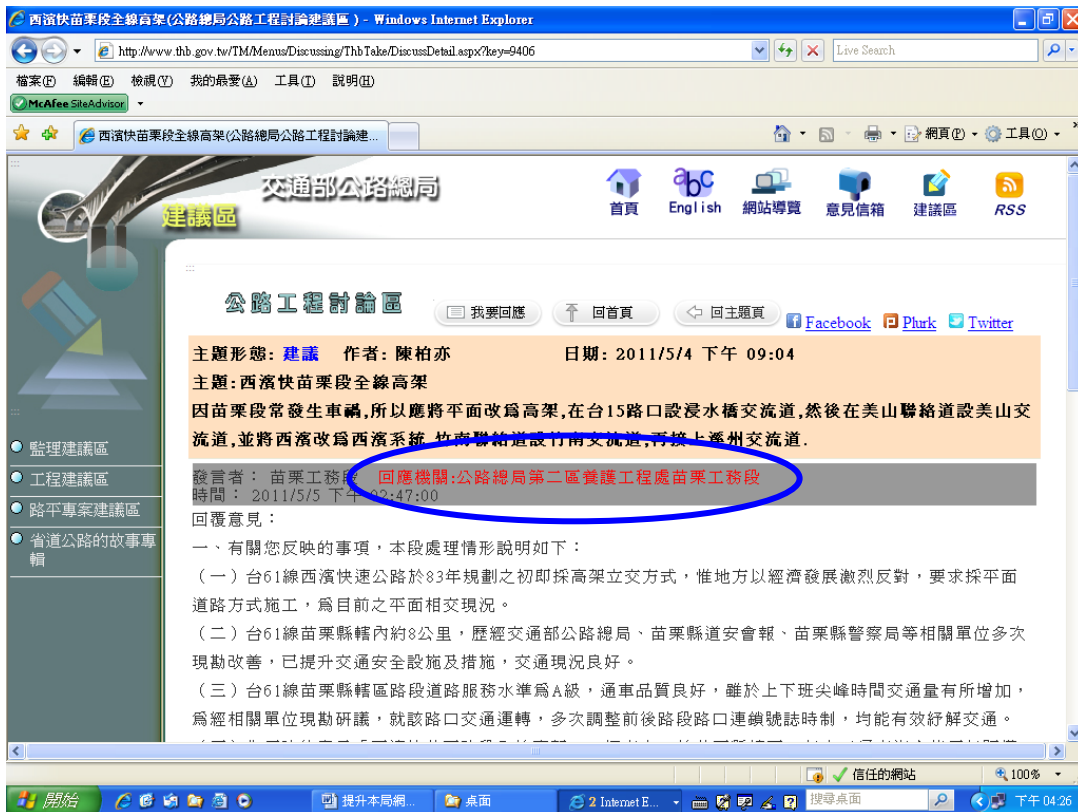 西濱快苗栗段全線高架(公路總局公路工程討論建議區 ) - Windows Internet Explorer
http://www.thb.gov.tw/TM/Menus/Discussing/ThbTake/DiscussDetail.aspx?key=9406
Live Search
檔案(F) 編輯(E) 檢視(V) 我的最愛(A) 工具(T) 說明(H)
McAfee SiteAdvisor
西濱快苗栗段全線高架(公路總局公路工程討論建...
網頁(P) 工具(O)
交通部公路總局
建議區
首頁 English 網站導覽 意見信箱 建議區 RSS
公路工程討論區
我要回應 回首頁 回主題頁 Facebook Plurk Twitter
主題形態: 建議 作者: 陳柏亦 日期: 2011/5/4 下午 09:04
主題:西濱快苗栗段全線高架
因苗栗段常發生車禍,所以應將平面改為高架,在台15路口設浸水橋交流道,然後在美山聯絡道設美山交
流道,並將西濱改為西濱系統,竹南聯絡道設竹南交流道,再接上溪州交流道.
監理建議區
工程建議區
路平專案建議區
省道公路的故事專
輯
發言者： 苗栗工務段 回應機關:公路總局第二區養護工程處苗栗工務段
時間： 2011/5/5 下午 02:47:00
回覆意見：
一、有關您反映的事項，本段處理情形說明如下：
（一）台61線西濱快速公路於83年規劃之初即採高架立交方式，惟地方以經濟發展激烈反對，要求採平面
道路方式施工，為目前之平面相交現況。
（二）台61線苗栗縣轄內約8公里，歷經交通部公路總局、苗栗縣道安會報、苗栗縣警察局等相關單位多次
現勘改善，已提升交通安全設施及措施，交通現況良好。
（三）台61線苗栗縣轄區路段道路服務水準為A級，通車品質良好，雖於上下班尖峰時間交通量有所增加，
為經相關單位現勘研議，就該路口交通運轉，多次調整前後路段路口連鎖號誌時制，均能有效紓解交通。
信任的網站 100%
開始 提升本局網... 桌面 2 Internet E... 搜尋桌面 下午 04:26